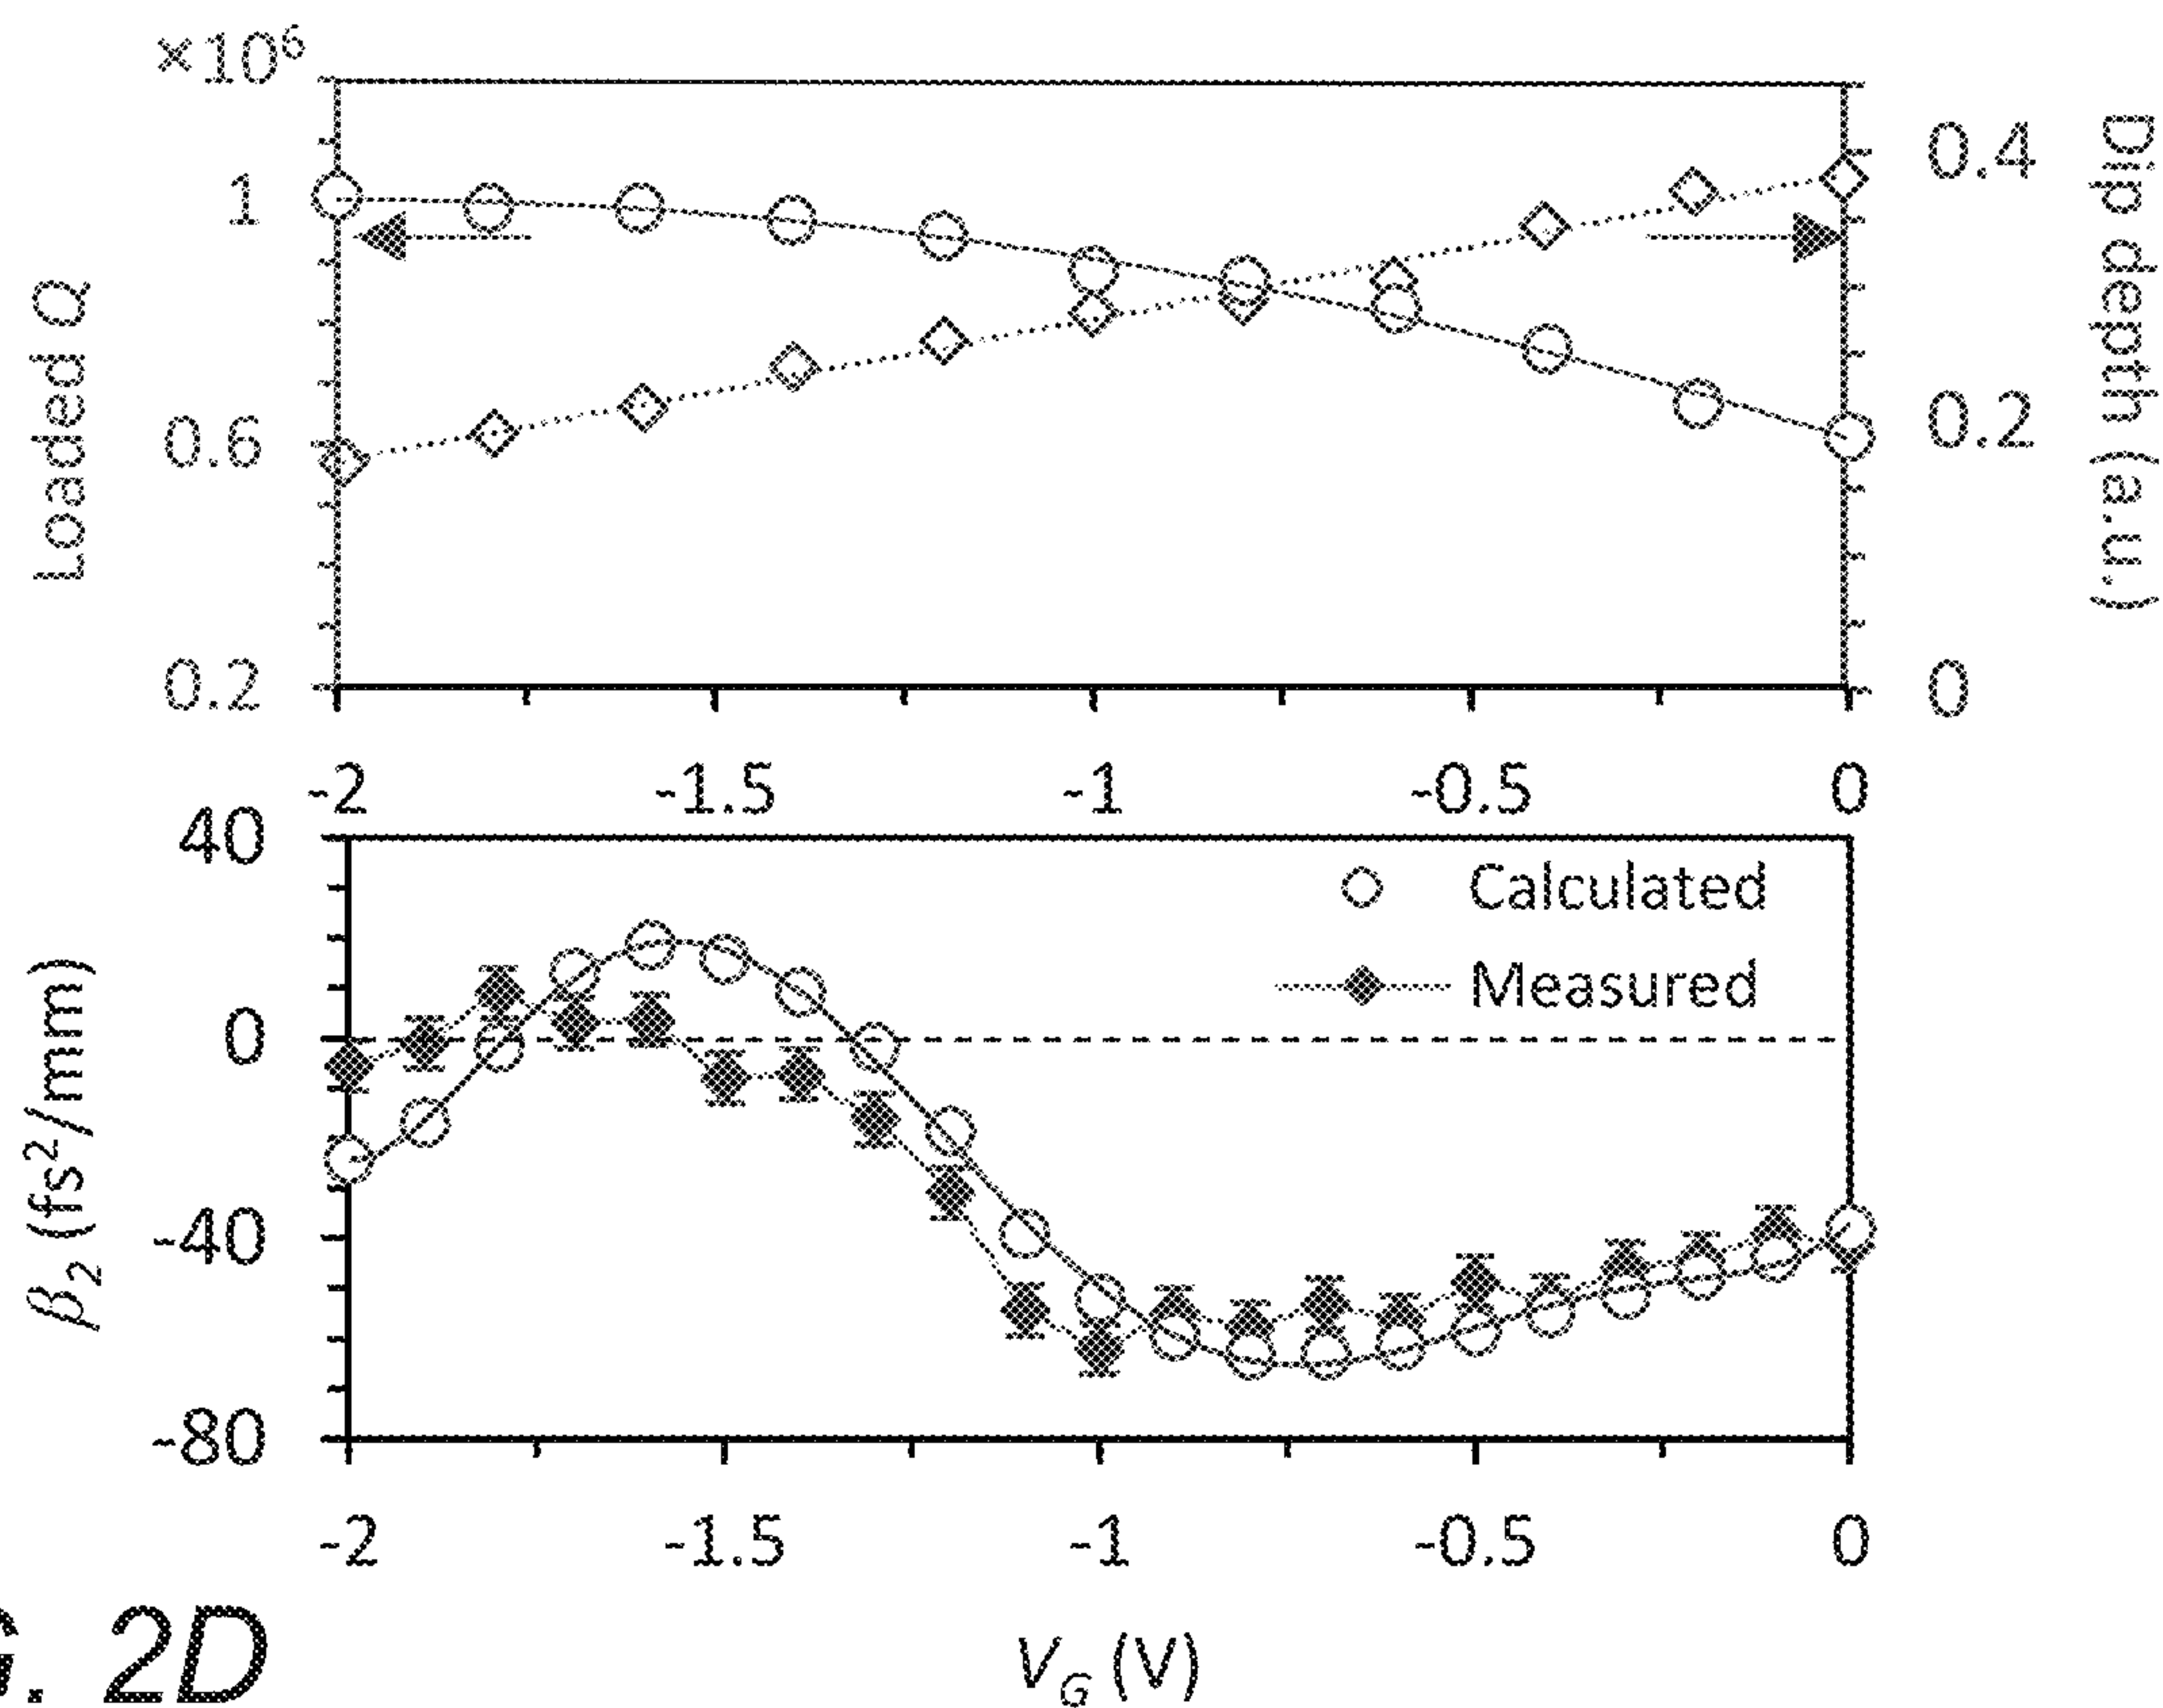 ×10⁶
1
0.6
0.2
Loaded Q
0.4
0.2
0
Dip depth (a.u.)
-2 -1.5 -1 -0.5 0
40
0
-40
-80
β₂ (fs²/mm)
Calculated
Measured
-2 -1.5 -1 -0.5 0
V_G (V)
. 2D